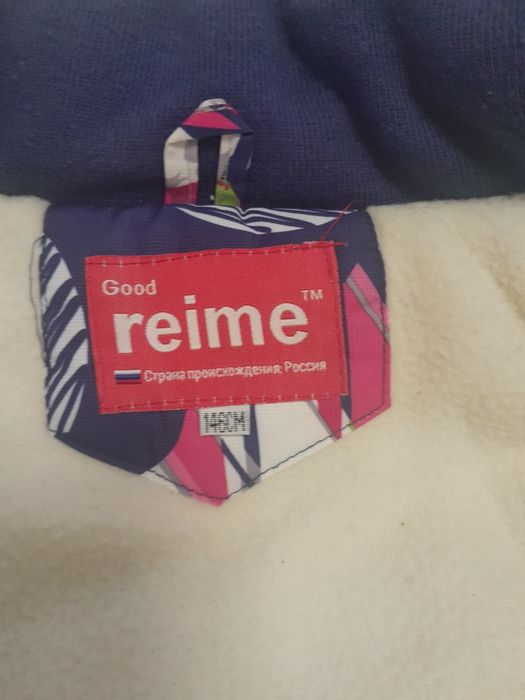 Good
reime™
Страна происхождения: Россия
146CM